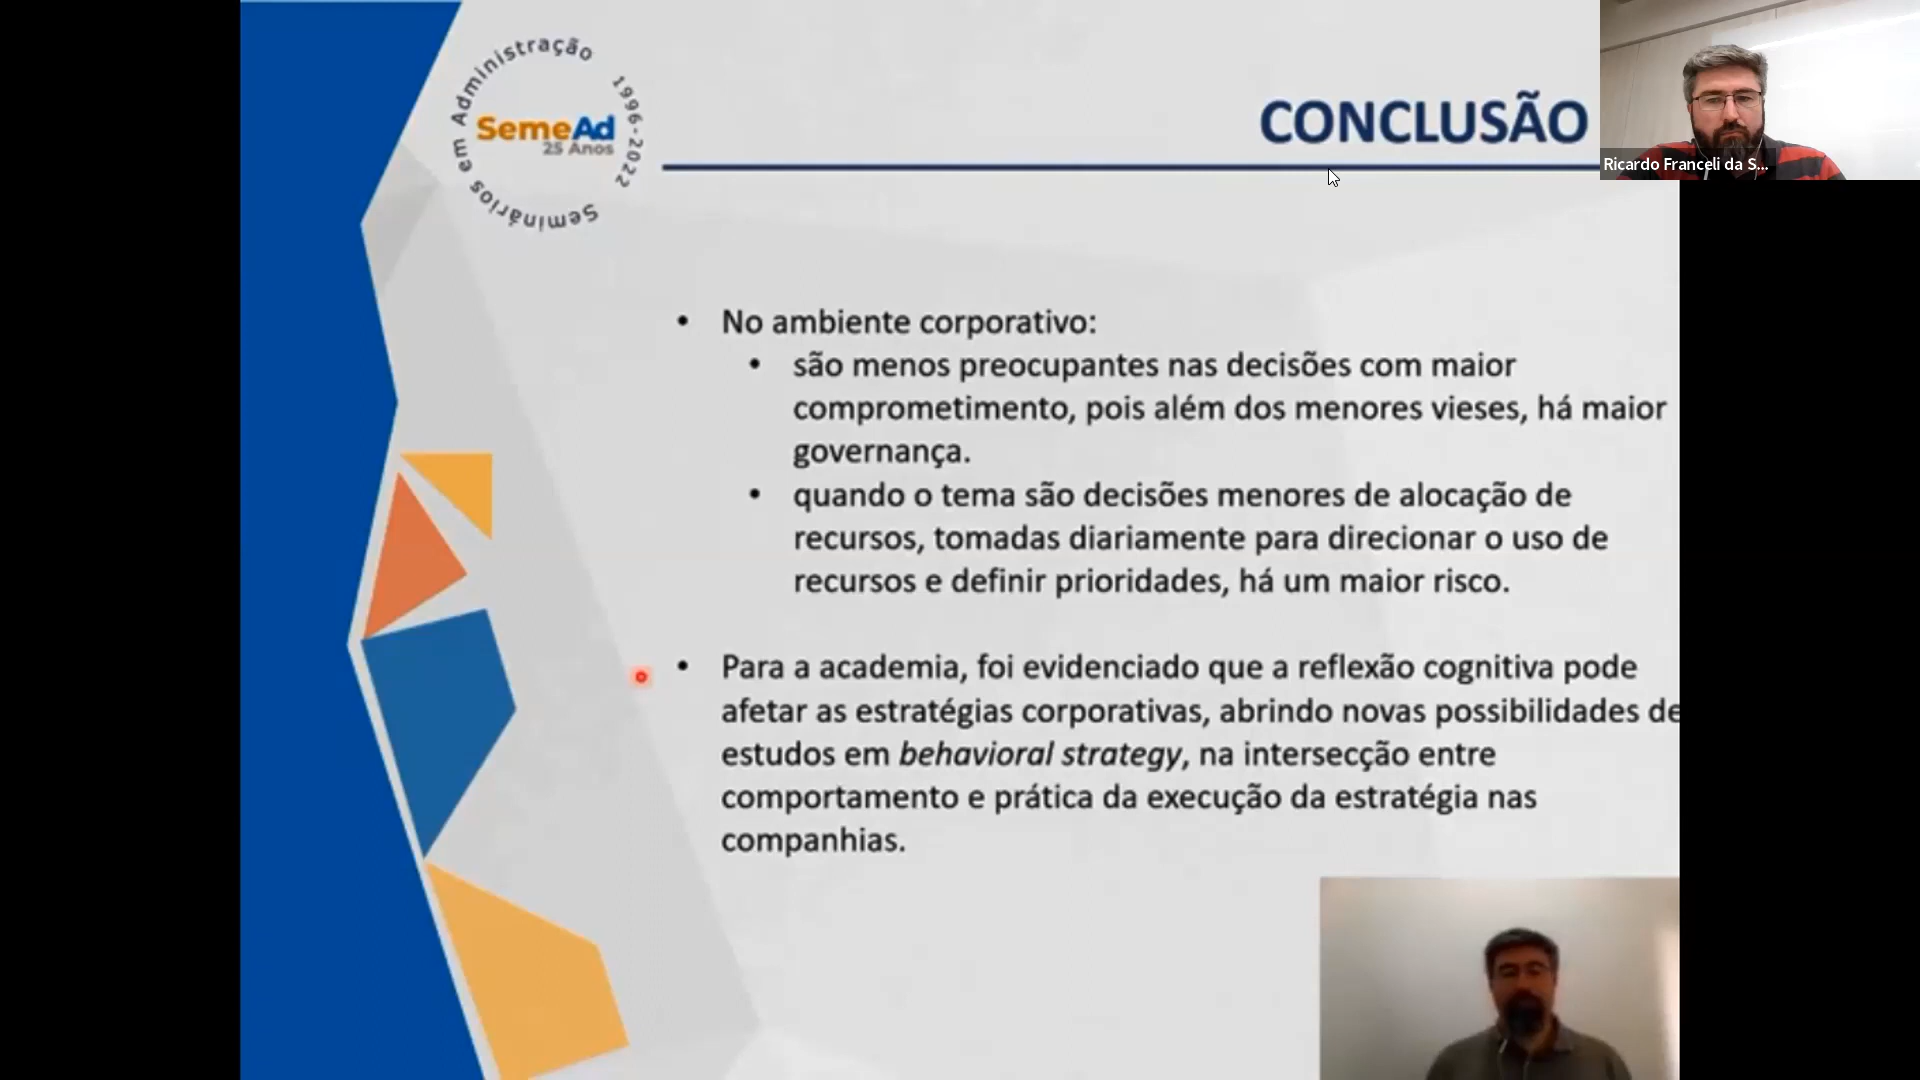 Seminários em Administração 1996-2022
SemeAd
25 Anos
CONCLUSÃO
Ricardo Franceli da S...
• No ambiente corporativo:
• são menos preocupantes nas decisões com maior
comprometimento, pois além dos menores vieses, há maior
governança.
• quando o tema são decisões menores de alocação de
recursos, tomadas diariamente para direcionar o uso de
recursos e definir prioridades, há um maior risco.
• Para a academia, foi evidenciado que a reflexão cognitiva pode
afetar as estratégias corporativas, abrindo novas possibilidades de
estudos em behavioral strategy, na intersecção entre
comportamento e prática da execução da estratégia nas
companhias.